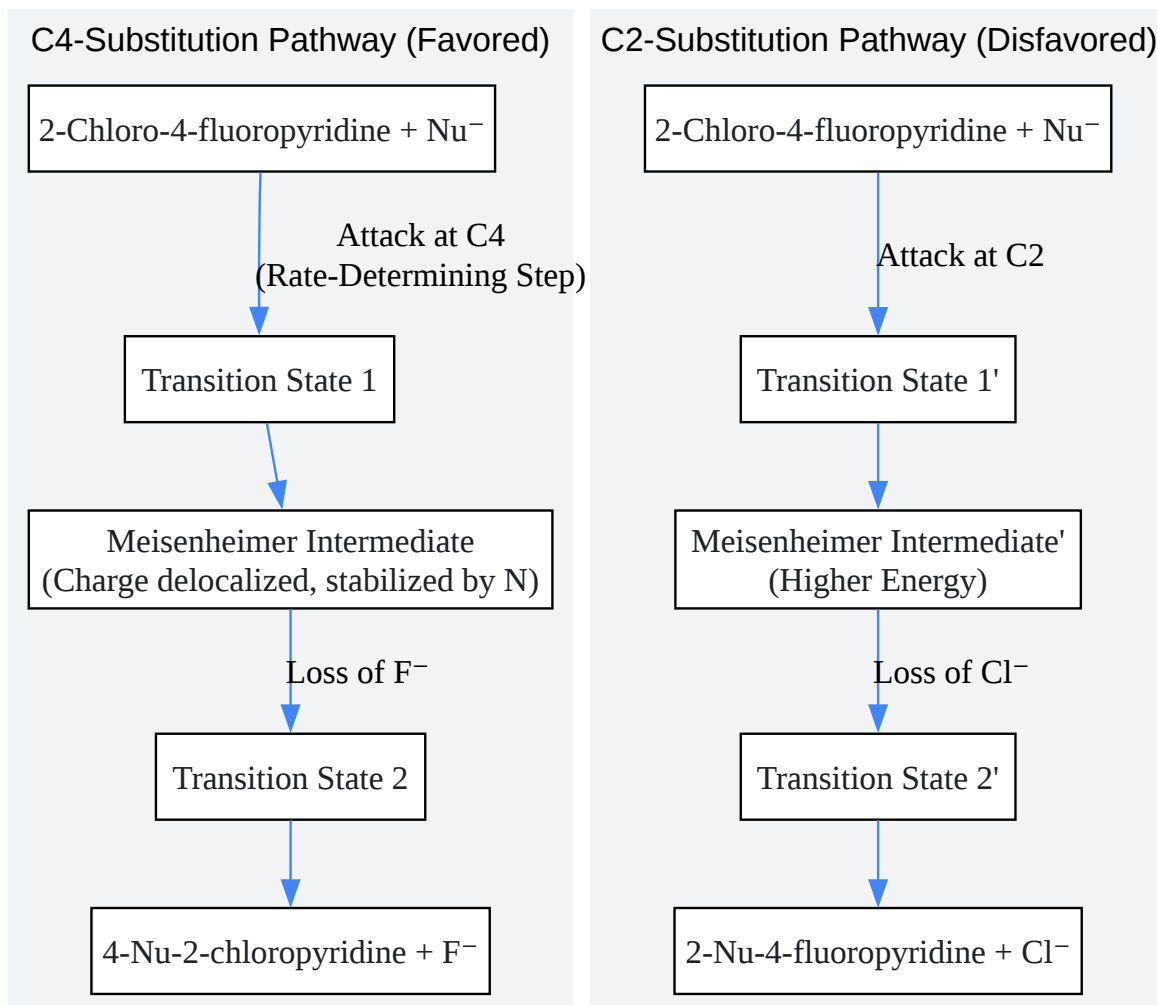 C4-Substitution Pathway (Favored)
2-Chloro-4-fluoropyridine + Nu⁻
Attack at C4
(Rate-Determining Step)
Transition State 1
Meisenheimer Intermediate
(Charge delocalized, stabilized by N)
Loss of F⁻
Transition State 2
4-Nu-2-chloropyridine + F⁻
C2-Substitution Pathway (Disfavored)
2-Chloro-4-fluoropyridine + Nu⁻
Attack at C2
Transition State 1'
Meisenheimer Intermediate'
(Higher Energy)
Loss of Cl⁻
Transition State 2'
2-Nu-4-fluoropyridine + Cl⁻